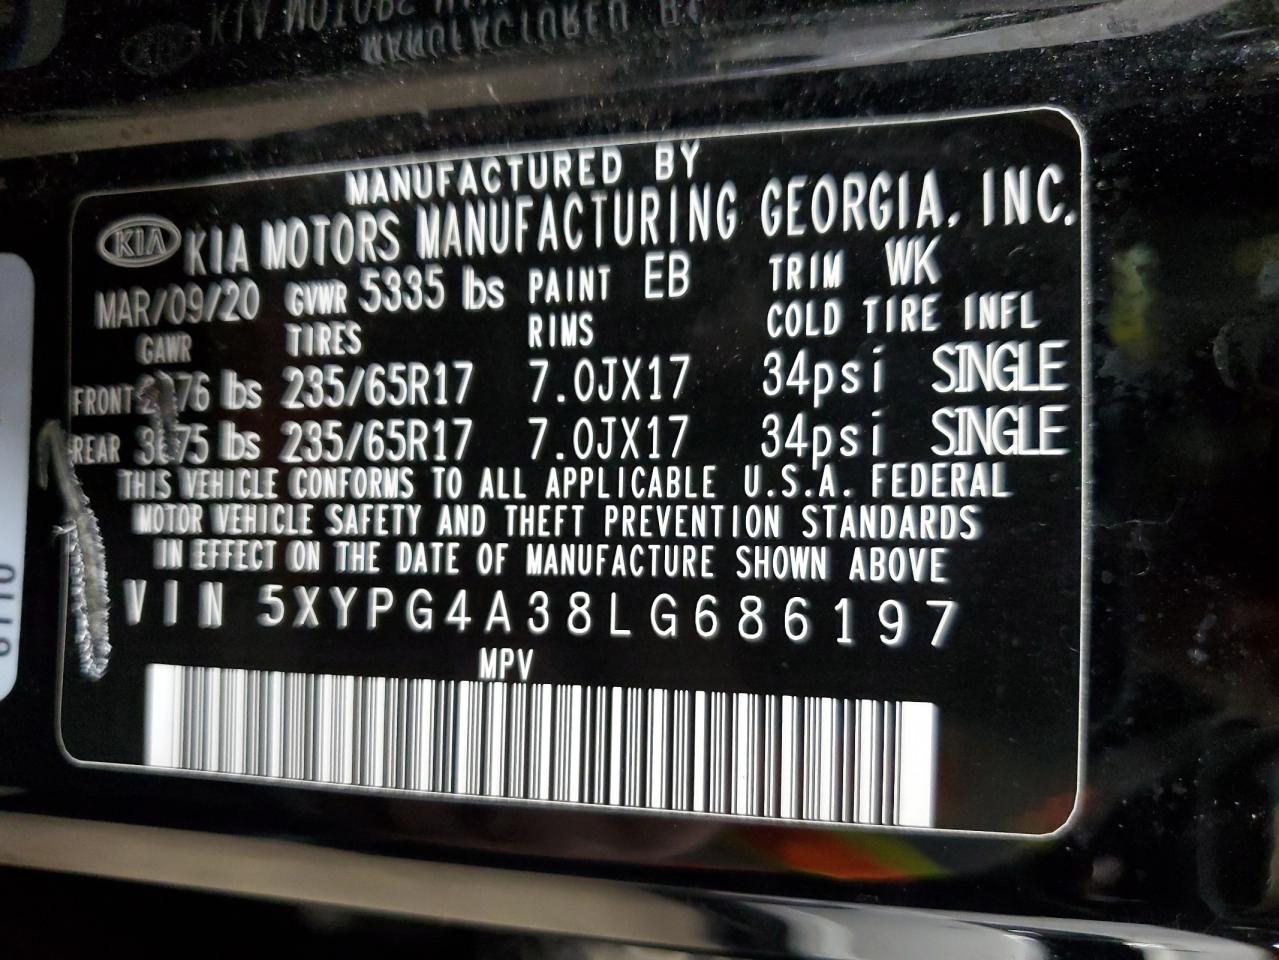 MANUFACTURED BY
KIA KIA MOTORS MANUFACTURING GEORGIA, INC.
MAR/09/20 GVWR 5335 lbs PAINT EB TRIM WK
GAWR TIRES RIMS COLD TIRE INFL
FRONT lbs 235/65R17 7.0JX17 34psi SINGLE
REAR lbs 235/65R17 7.0JX17 34psi SINGLE
THIS VEHICLE CONFORMS TO ALL APPLICABLE U.S.A. FEDERAL
MOTOR VEHICLE SAFETY AND THEFT PREVENTION STANDARDS
IN EFFECT ON THE DATE OF MANUFACTURE SHOWN ABOVE
VIN 5XYPG4A38LG686197
MPV